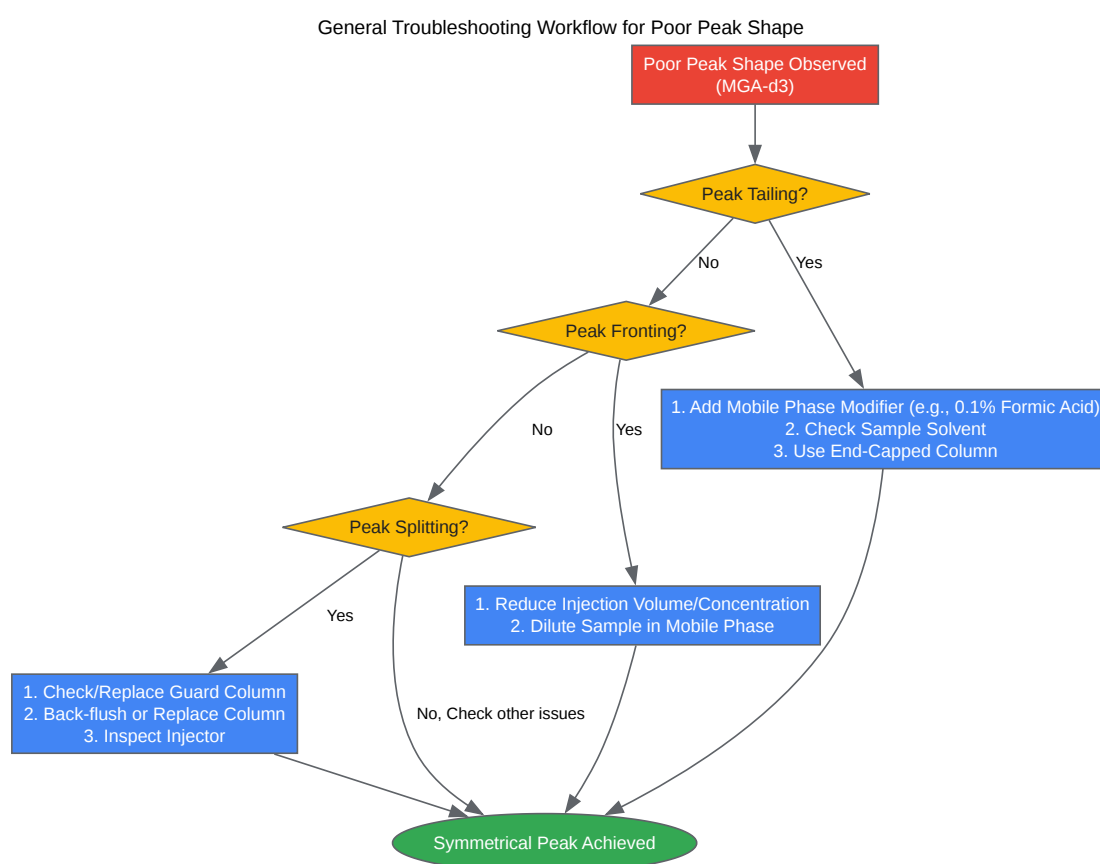 General Troubleshooting Workflow for Poor Peak Shape
Poor Peak Shape Observed
(MGA-d3)
Peak Tailing?
No
Yes
Peak Fronting?
1. Add Mobile Phase Modifier (e.g., 0.1% Formic Acid)
2. Check Sample Solvent
3. Use End-Capped Column
No
Yes
Peak Splitting?
1. Reduce Injection Volume/Concentration
2. Dilute Sample in Mobile Phase
Yes
1. Check/Replace Guard Column
2. Back-flush or Replace Column
3. Inspect Injector
No, Check other issues
Symmetrical Peak Achieved